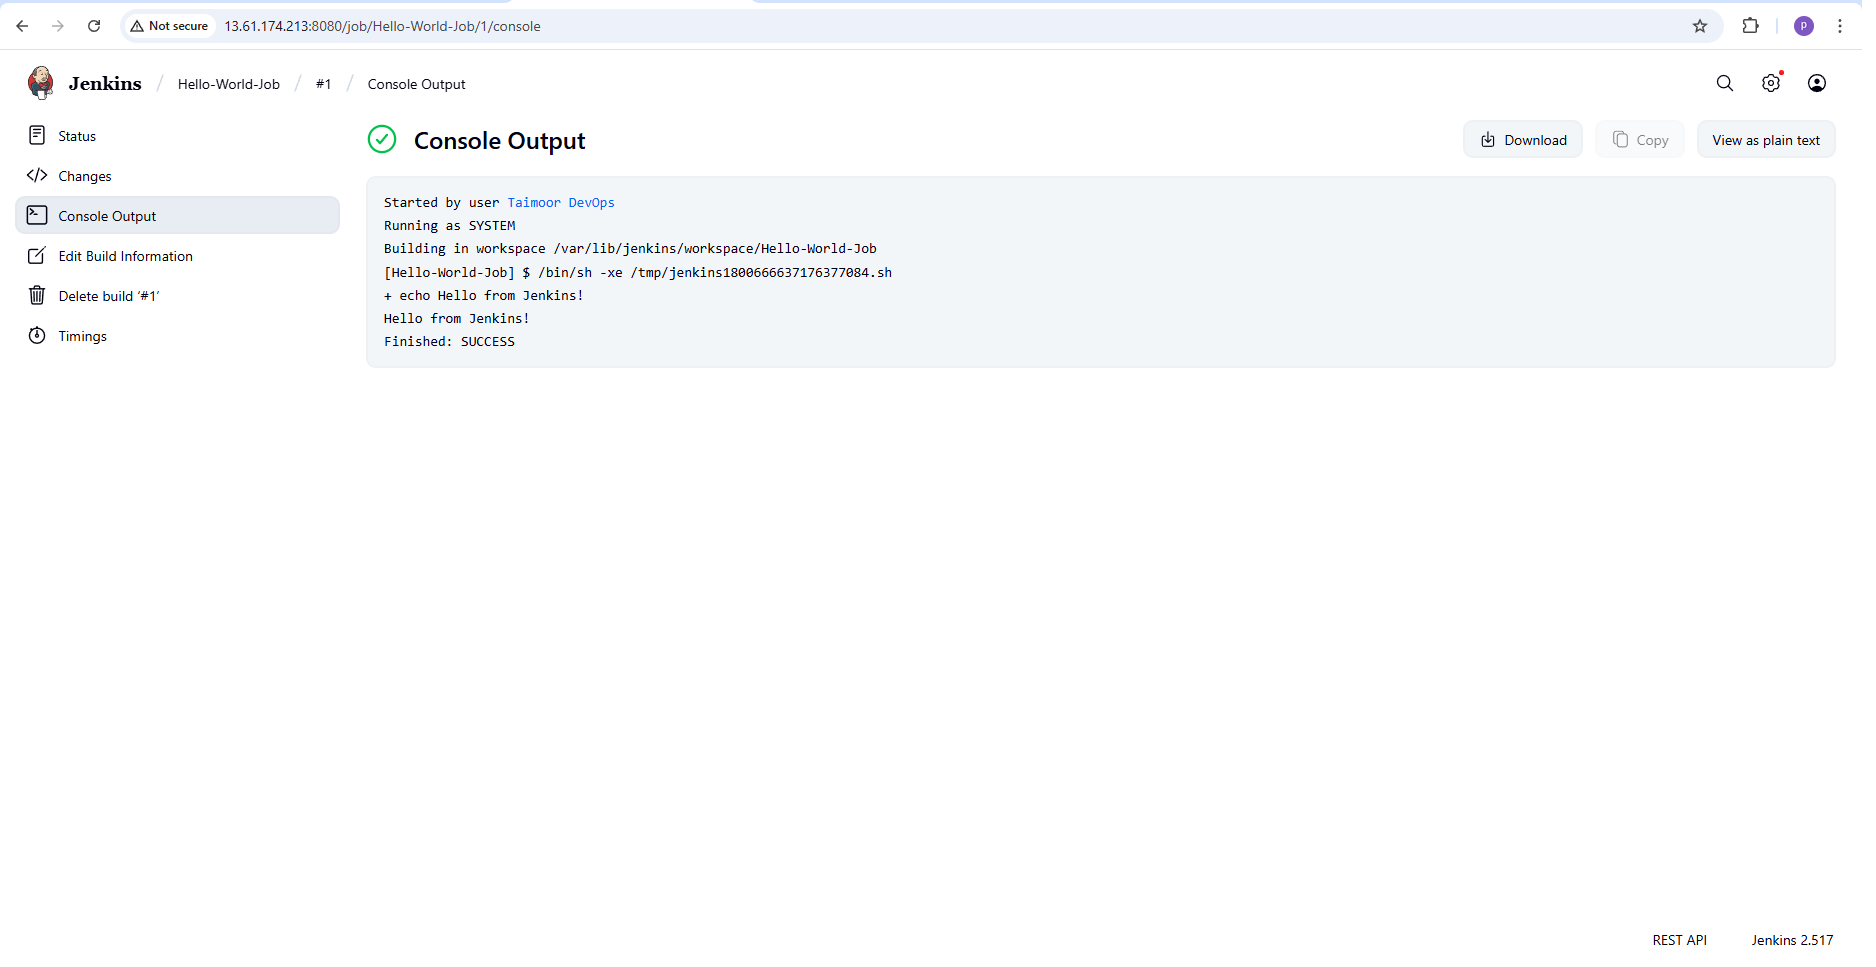 Not secure 13.61.174.213:8080/job/Hello-World-Job/1/console
P
Jenkins / Hello-World-Job / #1 / Console Output
Status
Changes
Console Output
Edit Build Information
Delete build ‘#1’
Timings
Console Output
Download
Copy
View as plain text
Started by user Taimoor DevOps
Running as SYSTEM
Building in workspace /var/lib/jenkins/workspace/Hello-World-Job
[Hello-World-Job] $ /bin/sh -xe /tmp/jenkins1800666637176377084.sh
+ echo Hello from Jenkins!
Hello from Jenkins!
Finished: SUCCESS
REST API
Jenkins 2.517